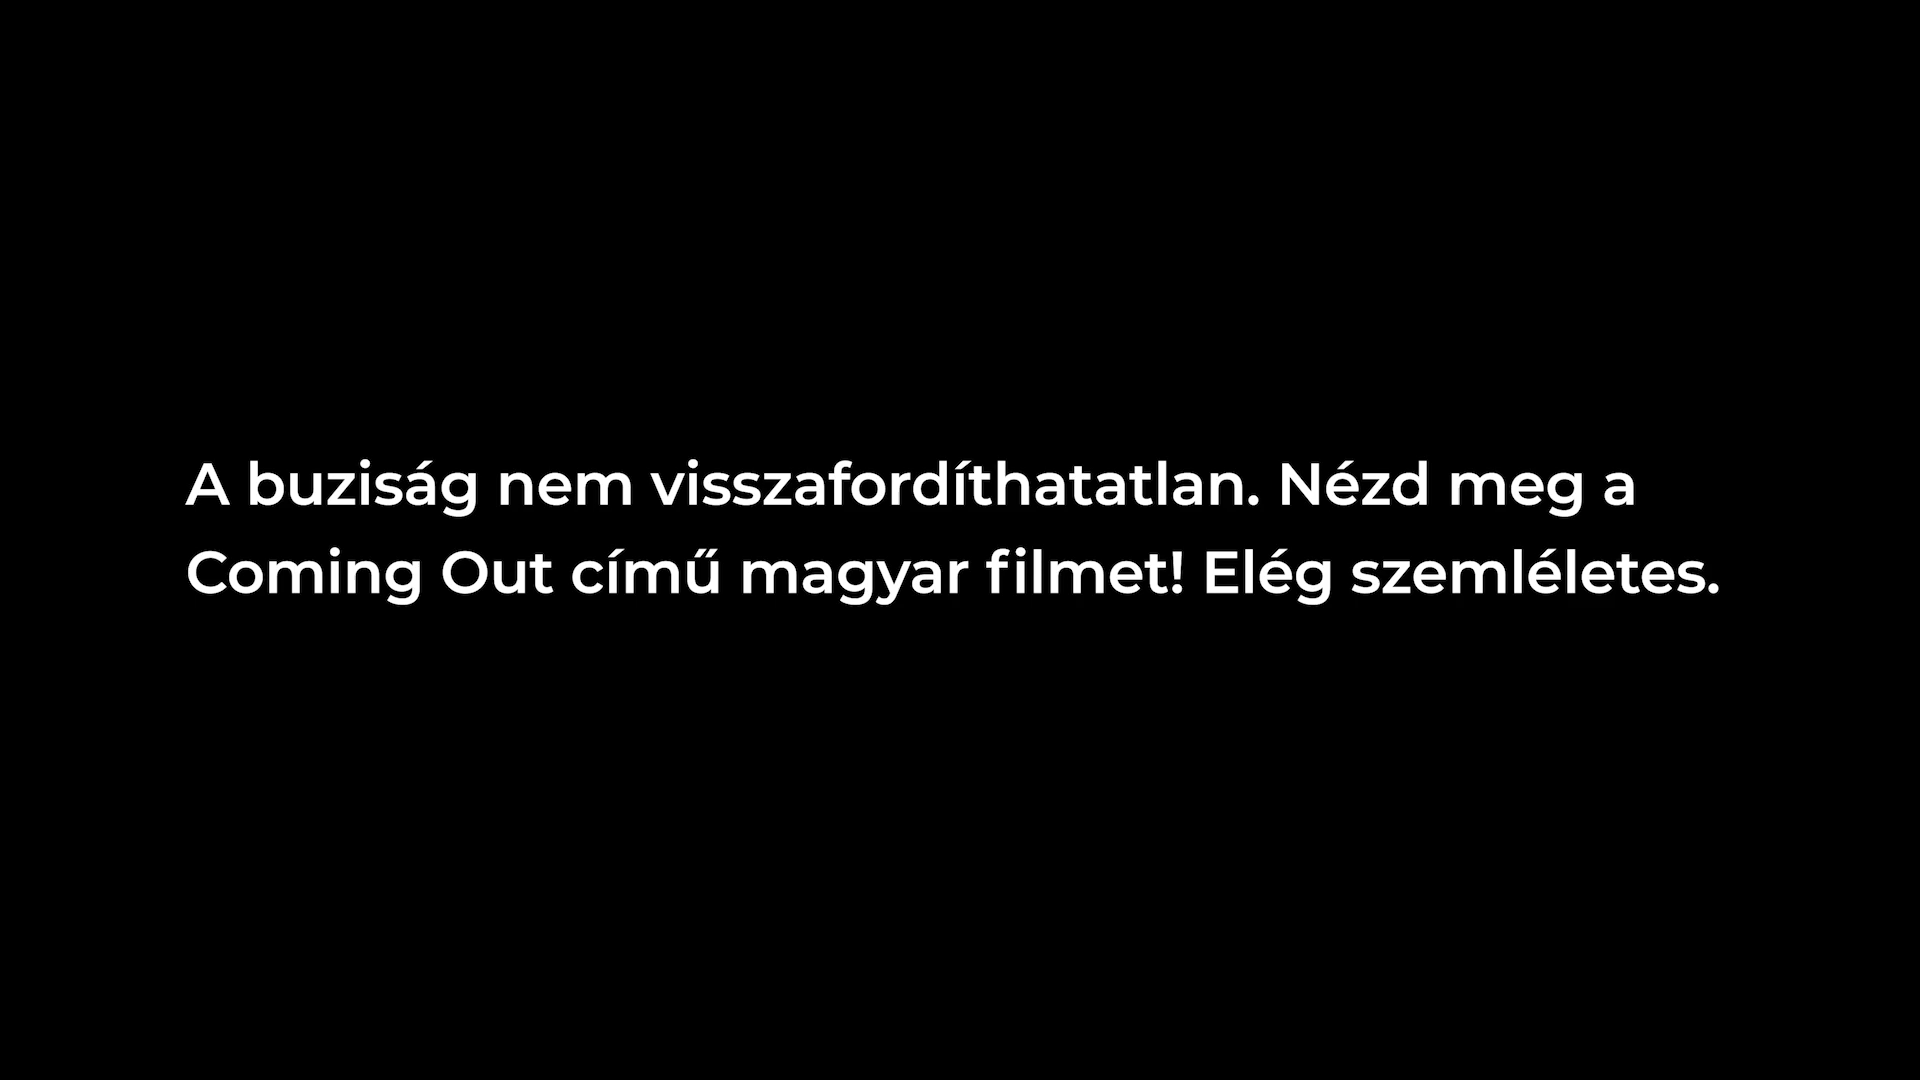 A buziság nem visszafordíthatatlan. Nézd meg a
Coming Out című magyar filmet! Elég szemléletes.